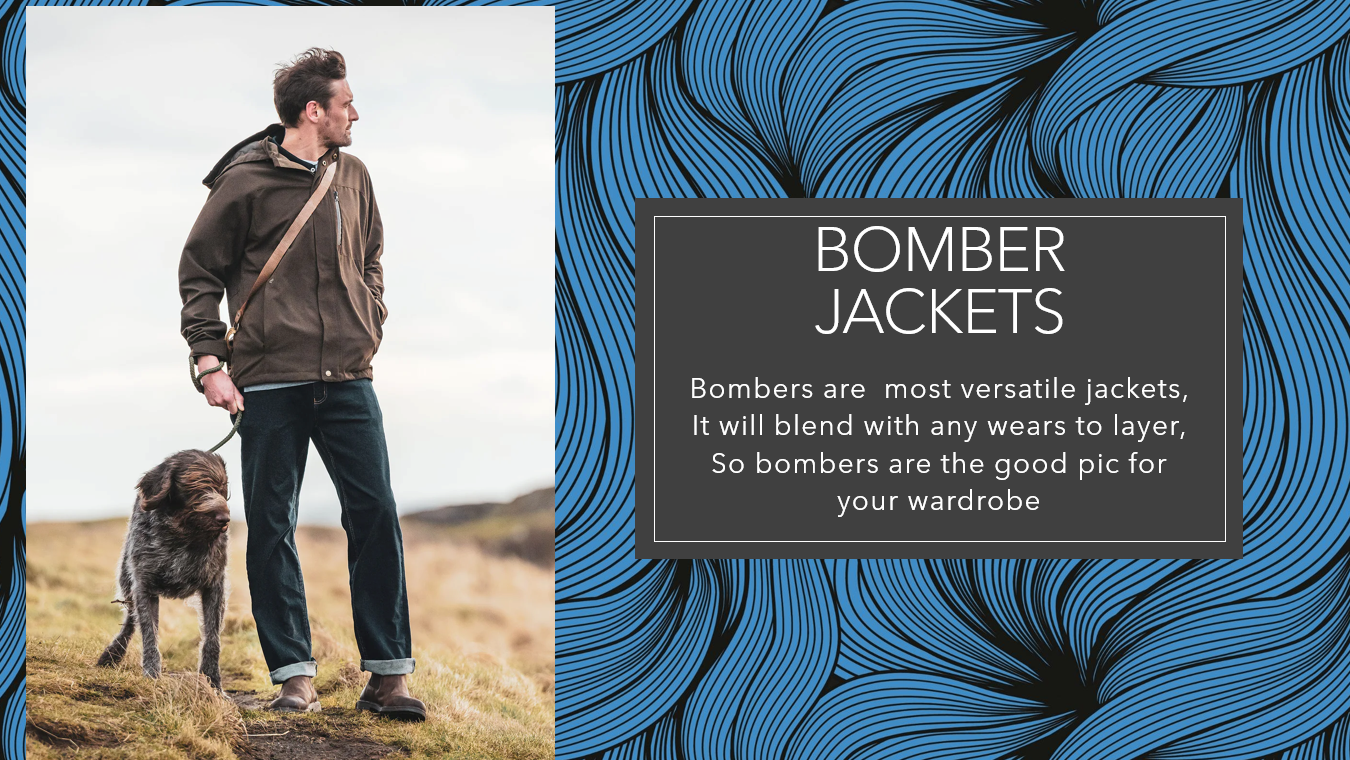 BOMBER
JACKETS
Bombers are  most versatile jackets,
It will blend with any wears to layer,
So bombers are the good pic for
your wardrobe